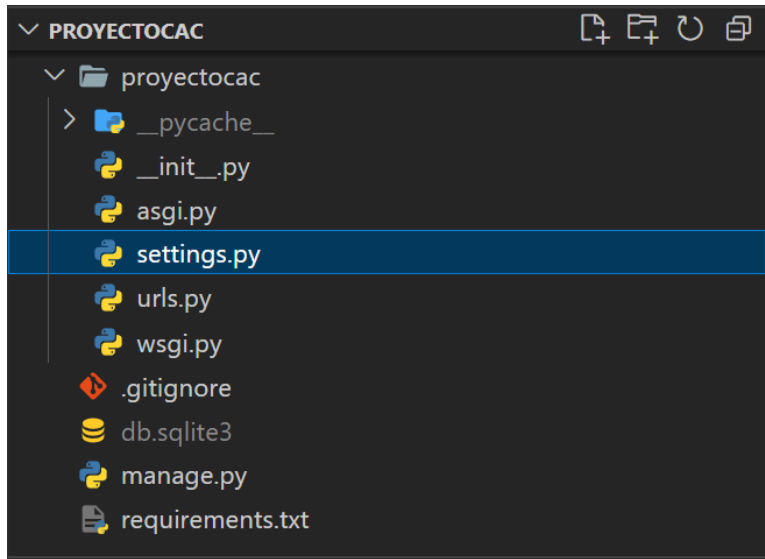 PROYECTOCAC
proyectocac
__pycache__
__init__.py
asgi.py
settings.py
urls.py
wsgi.py
.gitignore
db.sqlite3
manage.py
requirements.txt